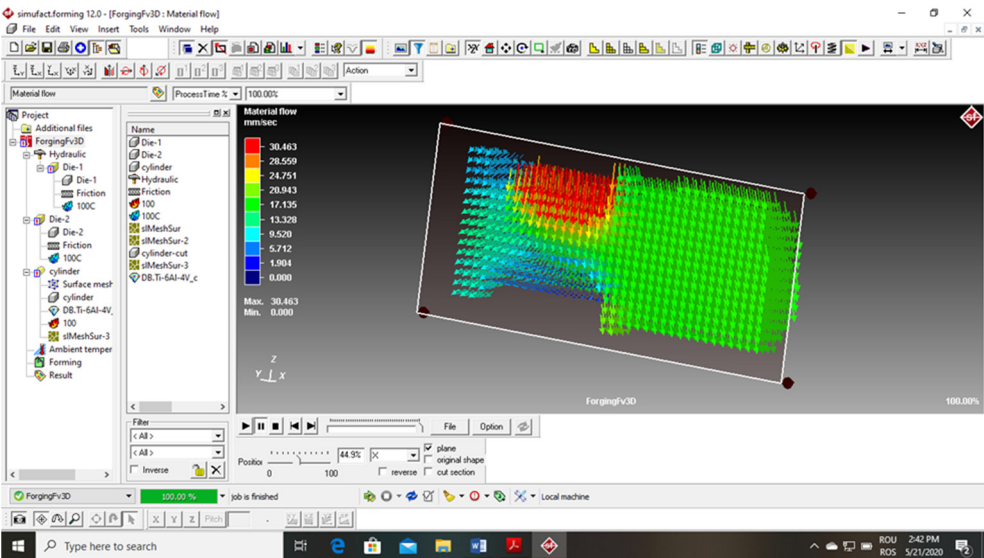 simufact.forming 12.0 - [ForgingFv3D : Material flow]
File Edit View Insert Tools Window Help
Action
Material flow
ProcessTime %
100.00%
Project
Additional files
ForgingFv3D
Hydraulic
Die-1
Die-1
Friction
100C
Die-2
Die-2
Friction
100C
cylinder
Surface mesh
cylinder
DB.Ti-6Al-4V_
100
slMeshSur-3
Ambient temper
Forming
Result
Name
Die-1
Die-2
cylinder
Hydraulic
Friction
100
100C
slMeshSur
slMeshSur-2
cylinder-cut
slMeshSur-3
DB.Ti-6Al-4V_c
Filter
< All >
< All >
Inverse
Material flow
mm/sec
30.463
28.559
24.751
20.943
17.135
13.328
9.520
5.712
1.904
0.000
Max. 30.463
Min. 0.000
Z
Y X
sf
ForgingFv3D
100.00%
File
Option
Positior
0 100
44.9%
X
plane
original shape
reverse
cut section
ForgingFv3D
100.00 %
job is finished
Local machine
X Y Z Pitch
Type here to search
ROU
ROS
2:42 PM
5/21/2020
2